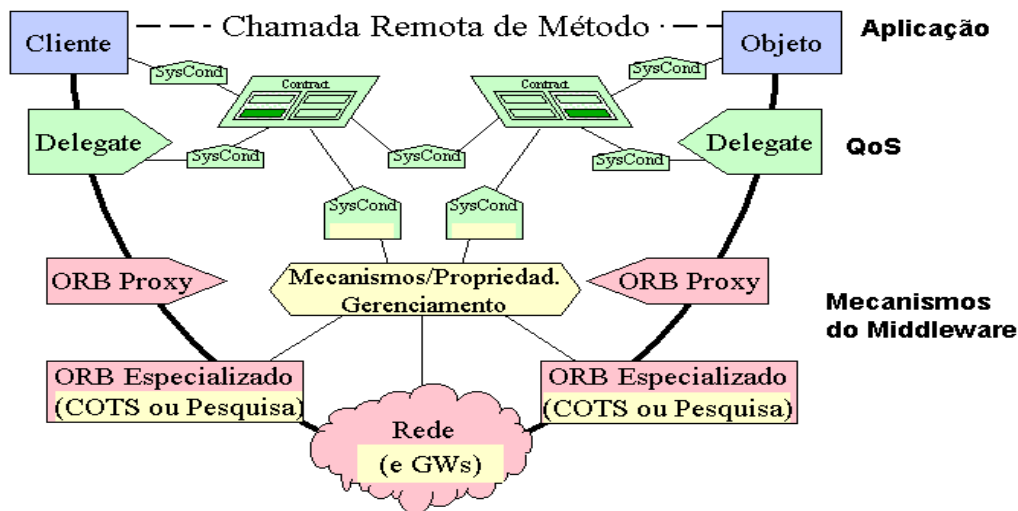 Chamada Remota de Método
Cliente
Objeto
Aplicação
SysCond
Contract
Contract
SysCond
Delegate
SysCond
SysCond
SysCond
Delegate
QoS
SysCond
SysCond
ORB Proxy
Mecanismos/Propriedad.
Gerenciamento
ORB Proxy
Mecanismos
do Middleware
ORB Especializado
(COTS ou Pesquisa)
Rede
(e GWs)
ORB Especializado
(COTS ou Pesquisa)